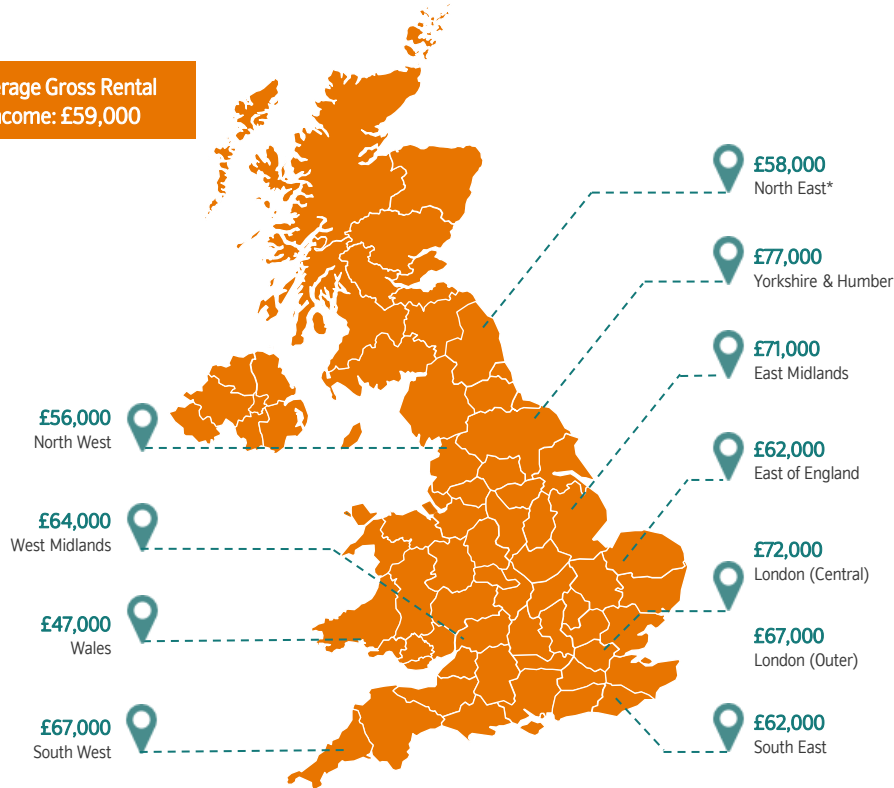 Gross Rental
£59,000
£58,000
North East*
£77,000
Yorkshire & Humber
£71,000
East Midlands
£56,000
North West
£62,000
East of England
£64,000
West Midlands
£72,000
London (Central)
£47,000
Wales
£67,000
London (Outer)
£67,000
South West
£62,000
South East